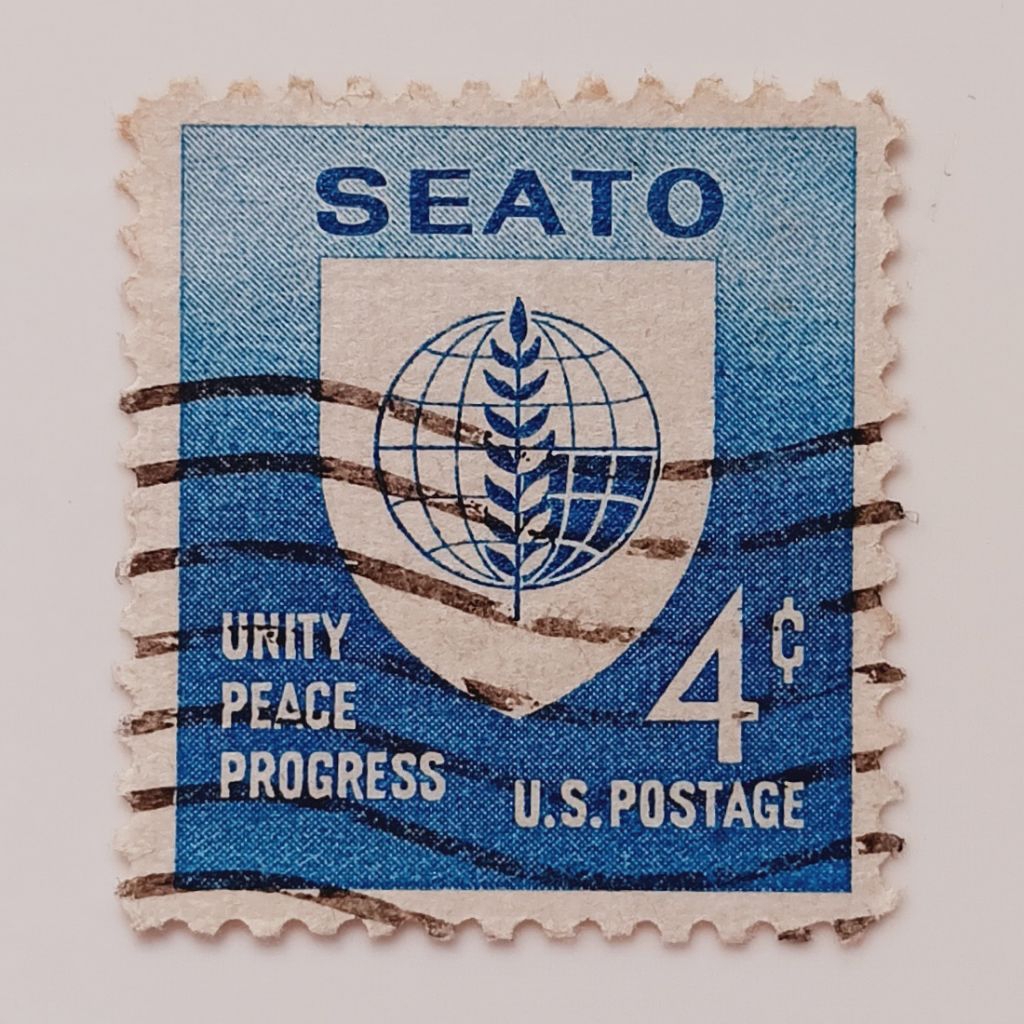 SEATO
UNITY
PEACE
PROGRESS
4¢
U.S. POSTAGE